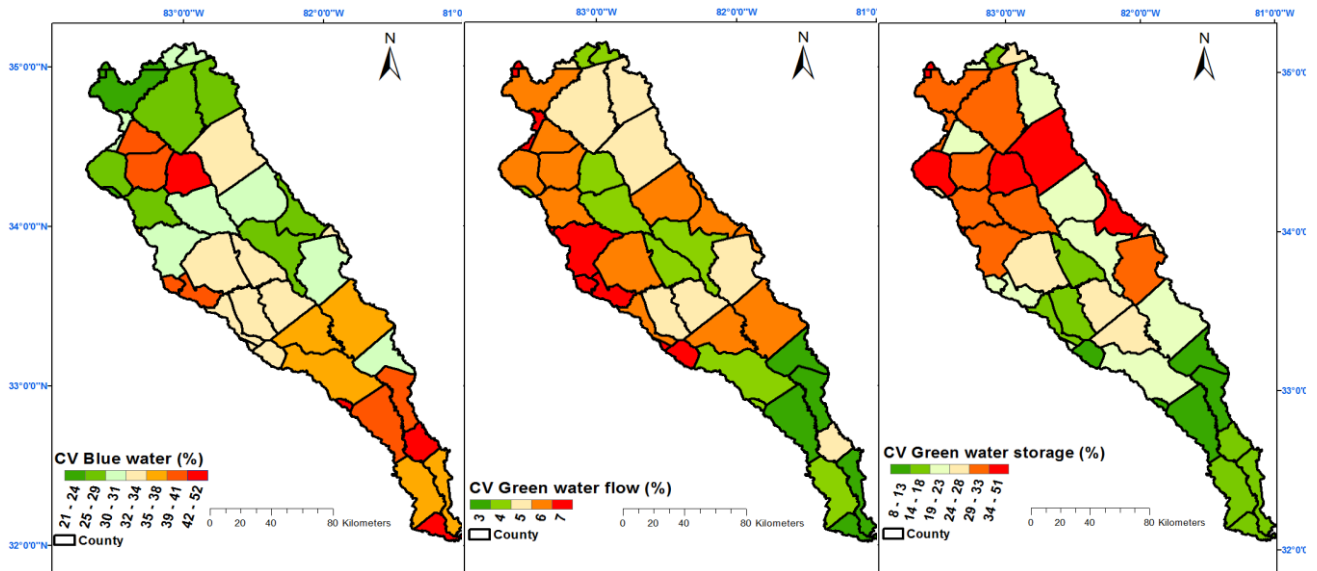 83°0'0"W 82°0'0"W 81°0'0 83°0'0"W 82°0'0"W 81°0'0 83°0'0"W 82°0'0"W 81°0'0"W
N N N
35°0'0"N 35°0'0
34°0'0"N 34°0'0
33°0'0"N 33°0'0
32°0'0"N 32°0'0
CV Blue water (%)
21 - 24
25 - 29
30 - 31
32 - 34
35 - 38
39 - 41
42 - 52
0 20 40 80 Kilometers
County
CV Green water flow (%)
3
4
5
6
7
0 20 40 80 Kilometers
County
CV Green water storage (%)
8 - 13
14 - 18
19 - 23
24 - 28
29 - 33
34 - 51
0 20 40 80 Kilometers
County